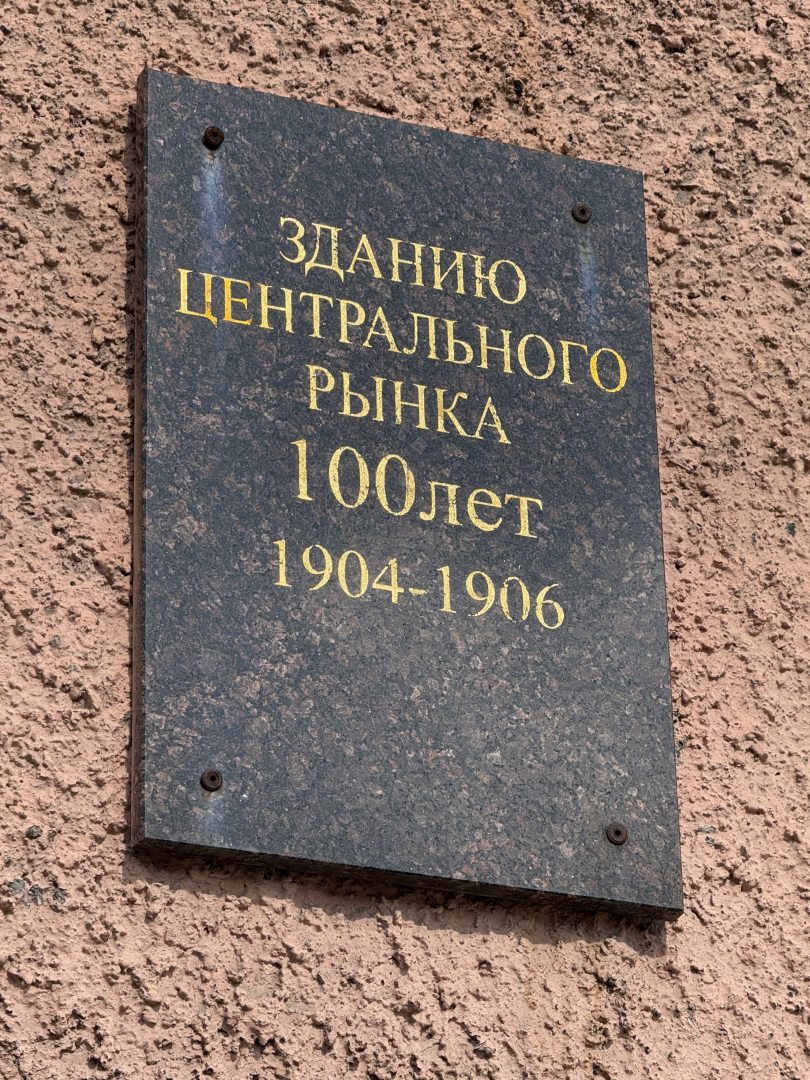 ЗДАНИЮ
ЦЕНТРАЛЬНОГО
РЫНКА
100лет
1904-1906